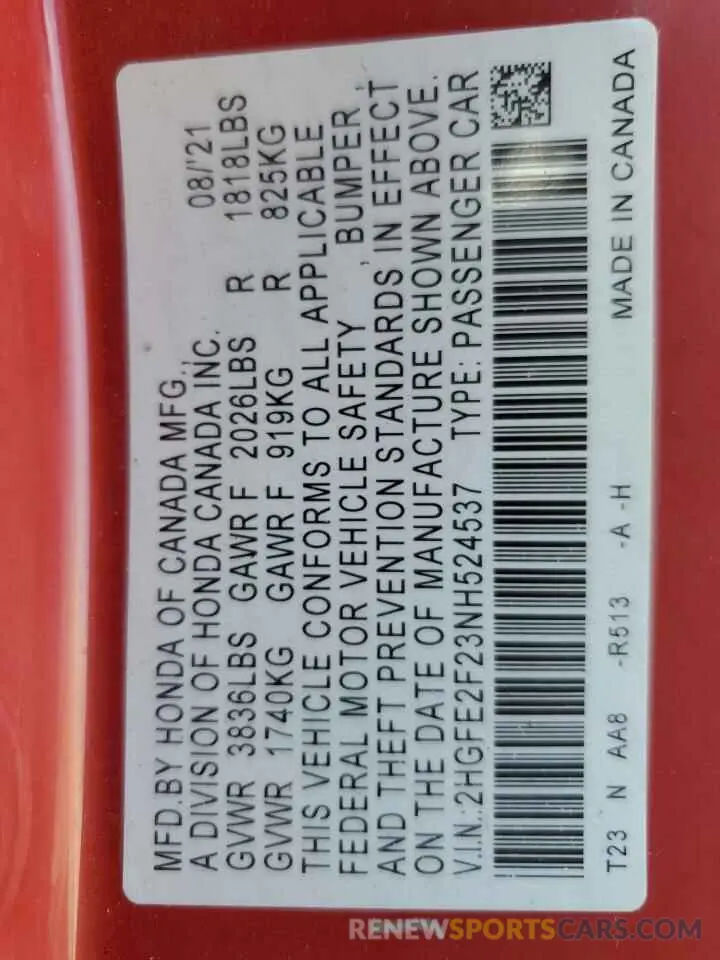 MFD.BY HONDA OF CANADA MFG.,
A DIVISION OF HONDA CANADA INC. 08/'21
GVWR 3836LBS GAWR F 2026LBS R 1818LBS
GVWR 1740KG GAWR F 919KG R 825KG
THIS VEHICLE CONFORMS TO ALL APPLICABLE
FEDERAL MOTOR VEHICLE SAFETY , BUMPER ,
AND THEFT PREVENTION STANDARDS IN EFFECT
ON THE DATE OF MANUFACTURE SHOWN ABOVE.
V.I.N.:2HGFE2F23NH524537 TYPE: PASSENGER CAR
T23 N AA8 -R513 -A -H MADE IN CANADA
RENEWSPORTSCARS.COM